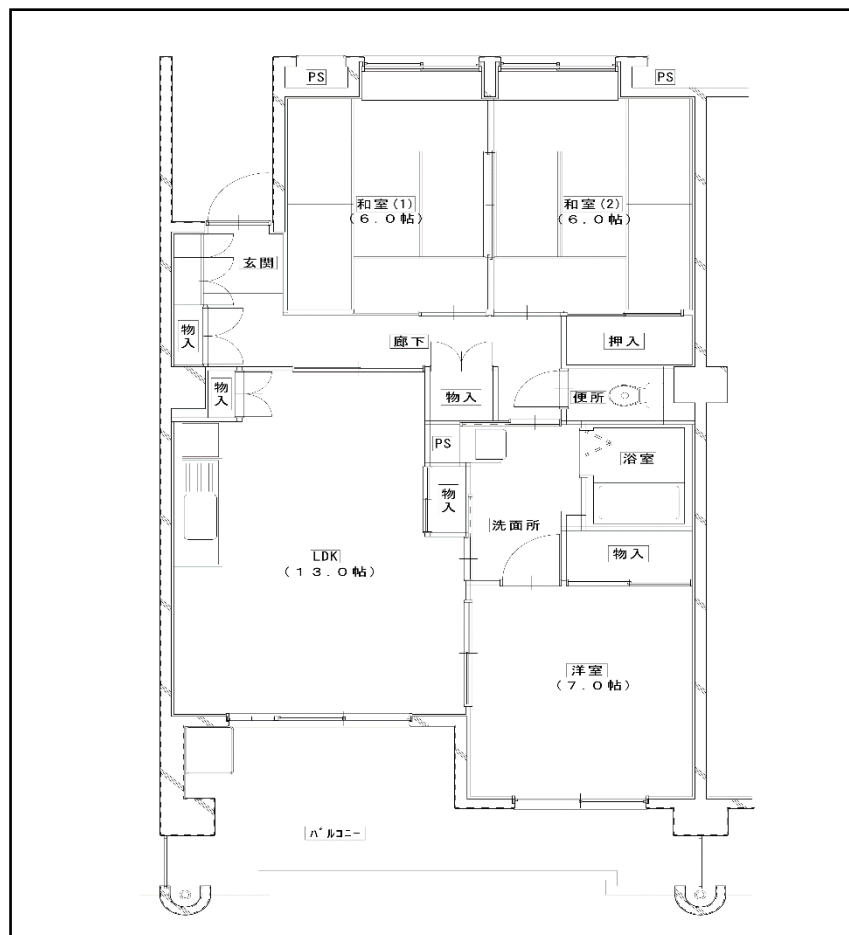 PS
PS
和室(1)
(6.0帖)
和室(2)
(6.0帖)
玄関
物入
廊下
押入
物入
物入
便所
PS
浴室
物入
洗面所
物入
LDK
(13.0帖)
洋室
(7.0帖)
バルコニー